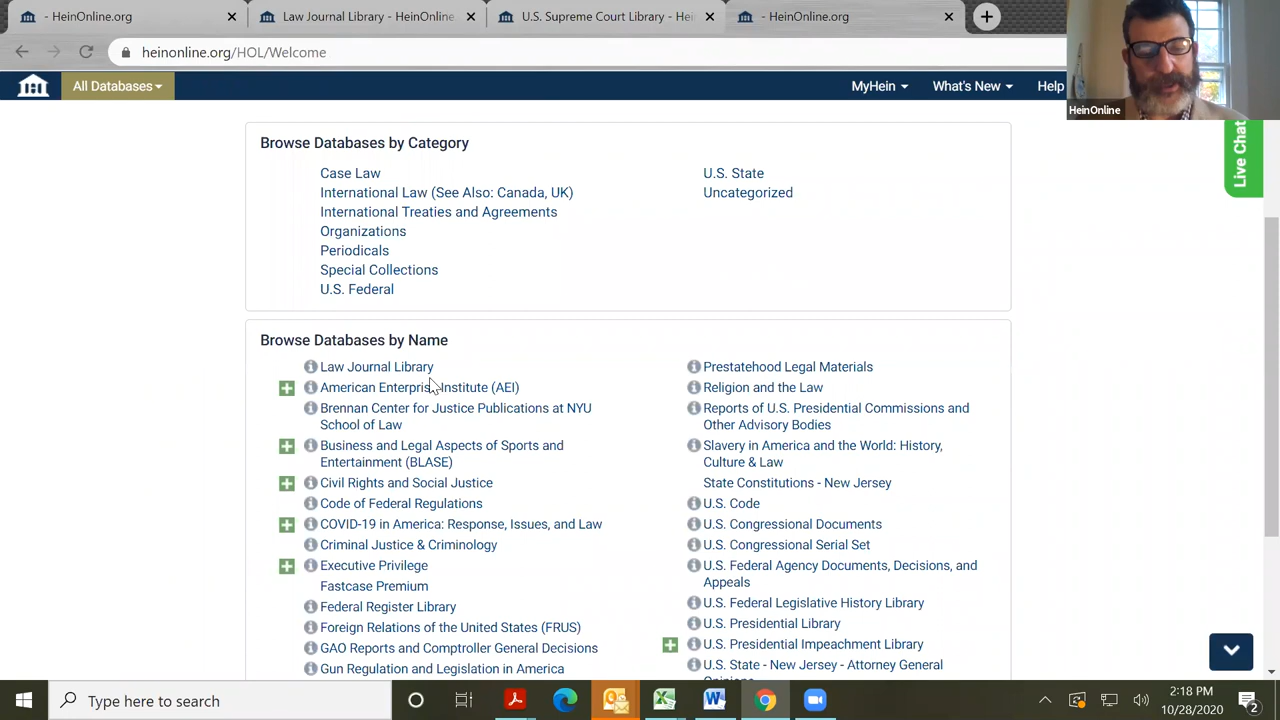 - HeinOnline.org
Law Journal Library - HeinOnline
U.S. Supreme Court Library - Hei
- HeinOnline.org
heinonline.org/HOL/Welcome
All Databases
MyHein
What's New
Help
HeinOnline
Live Chat
Browse Databases by Category
Case Law
International Law (See Also: Canada, UK)
International Treaties and Agreements
Organizations
Periodicals
Special Collections
U.S. Federal
U.S. State
Uncategorized
Browse Databases by Name
Law Journal Library
American Enterprise Institute (AEI)
Brennan Center for Justice Publications at NYU
School of Law
Business and Legal Aspects of Sports and
Entertainment (BLASE)
Civil Rights and Social Justice
Code of Federal Regulations
COVID-19 in America: Response, Issues, and Law
Criminal Justice & Criminology
Executive Privilege
Fastcase Premium
Federal Register Library
Foreign Relations of the United States (FRUS)
GAO Reports and Comptroller General Decisions
Gun Regulation and Legislation in America
Prestatehood Legal Materials
Religion and the Law
Reports of U.S. Presidential Commissions and
Other Advisory Bodies
Slavery in America and the World: History,
Culture & Law
State Constitutions - New Jersey
U.S. Code
U.S. Congressional Documents
U.S. Congressional Serial Set
U.S. Federal Agency Documents, Decisions, and
Appeals
U.S. Federal Legislative History Library
U.S. Presidential Library
U.S. Presidential Impeachment Library
U.S. State - New Jersey - Attorney General
Opinions
Type here to search
2:18 PM
10/28/2020
2